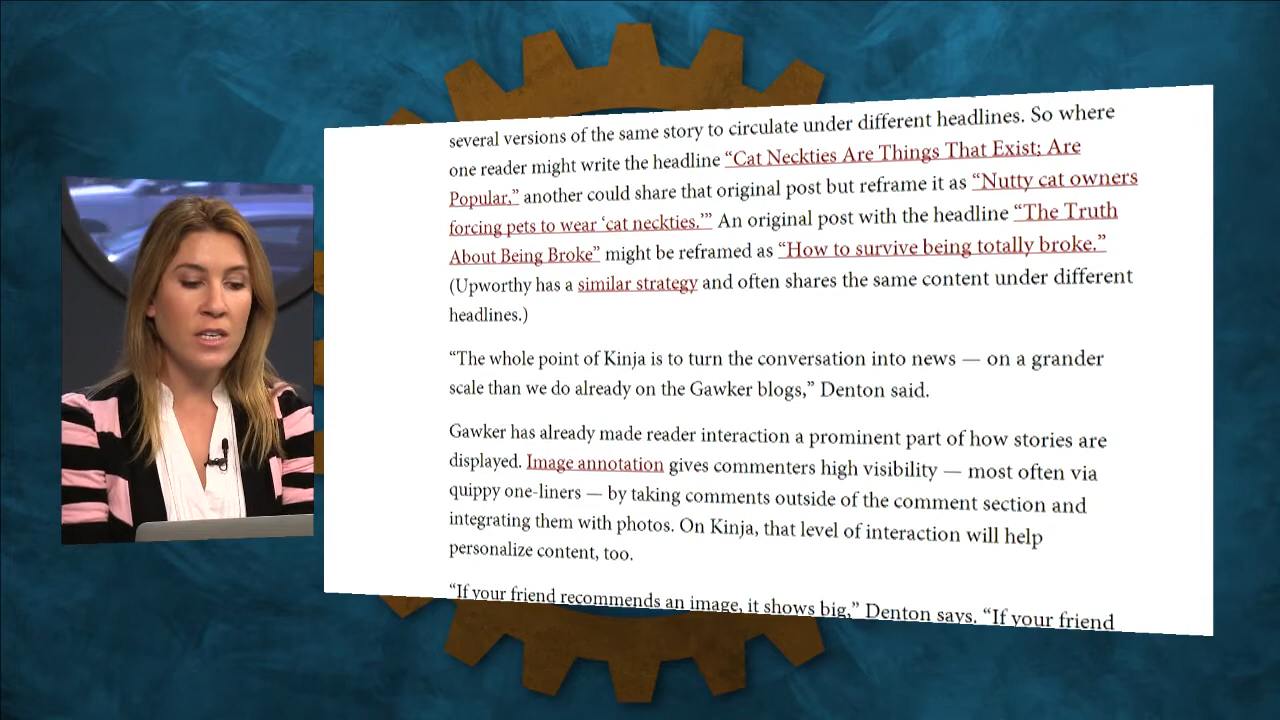 several versions of the same story to circulate under different headlines. So where
one reader might write the headline “Cat Neckties Are Things That Exist; Are
Popular,” another could share that original post but reframe it as “Nutty cat owners
forcing pets to wear ‘cat neckties.’” An original post with the headline “The Truth
About Being Broke” might be reframed as “How to survive being totally broke.”
(Upworthy has a similar strategy and often shares the same content under different
headlines.)
“The whole point of Kinja is to turn the conversation into news — on a grander
scale than we do already on the Gawker blogs,” Denton said.
Gawker has already made reader interaction a prominent part of how stories are
displayed. Image annotation gives commenters high visibility — most often via
quippy one-liners — by taking comments outside of the comment section and
integrating them with photos. On Kinja, that level of interaction will help
personalize content, too.
“If your friend recommends an image, it shows big,” Denton says. “If your friend